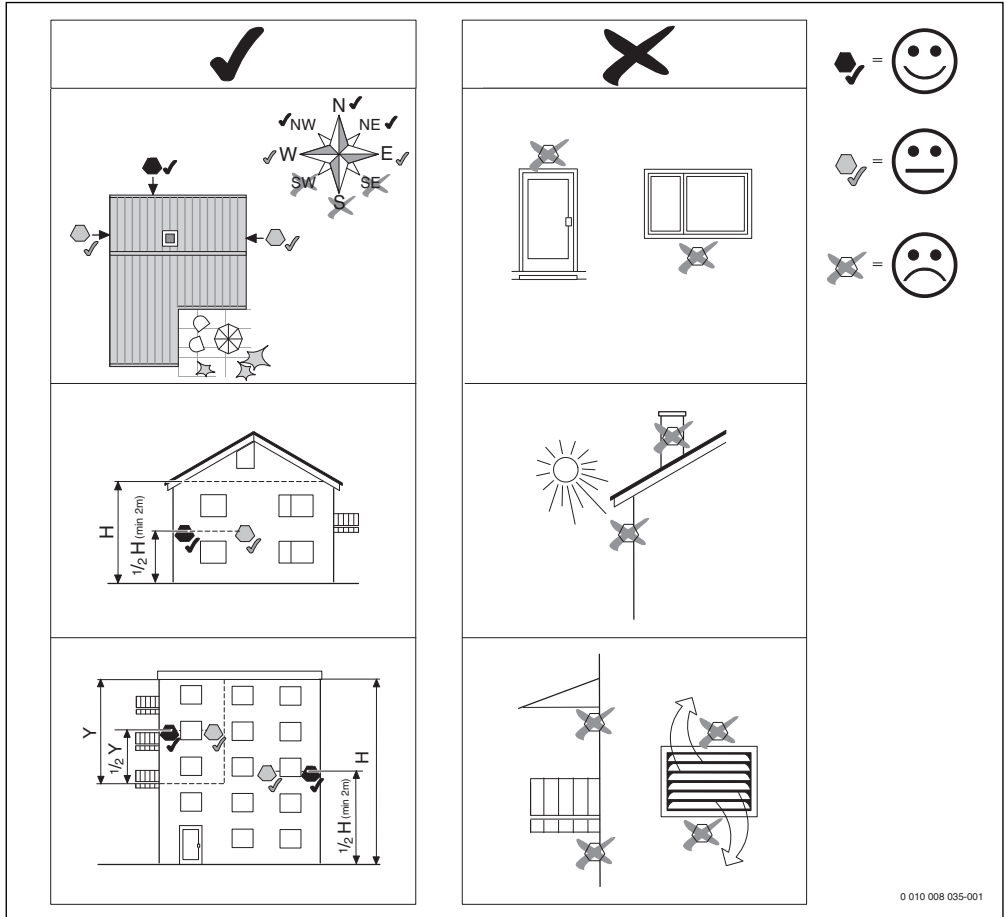 N
NW
NE
W
E
SW
SE
S
=
=
=
H
1/2 H (min 2m)
Y
1/2 Y
H
1/2 H (min 2m)
0 010 008 035-001